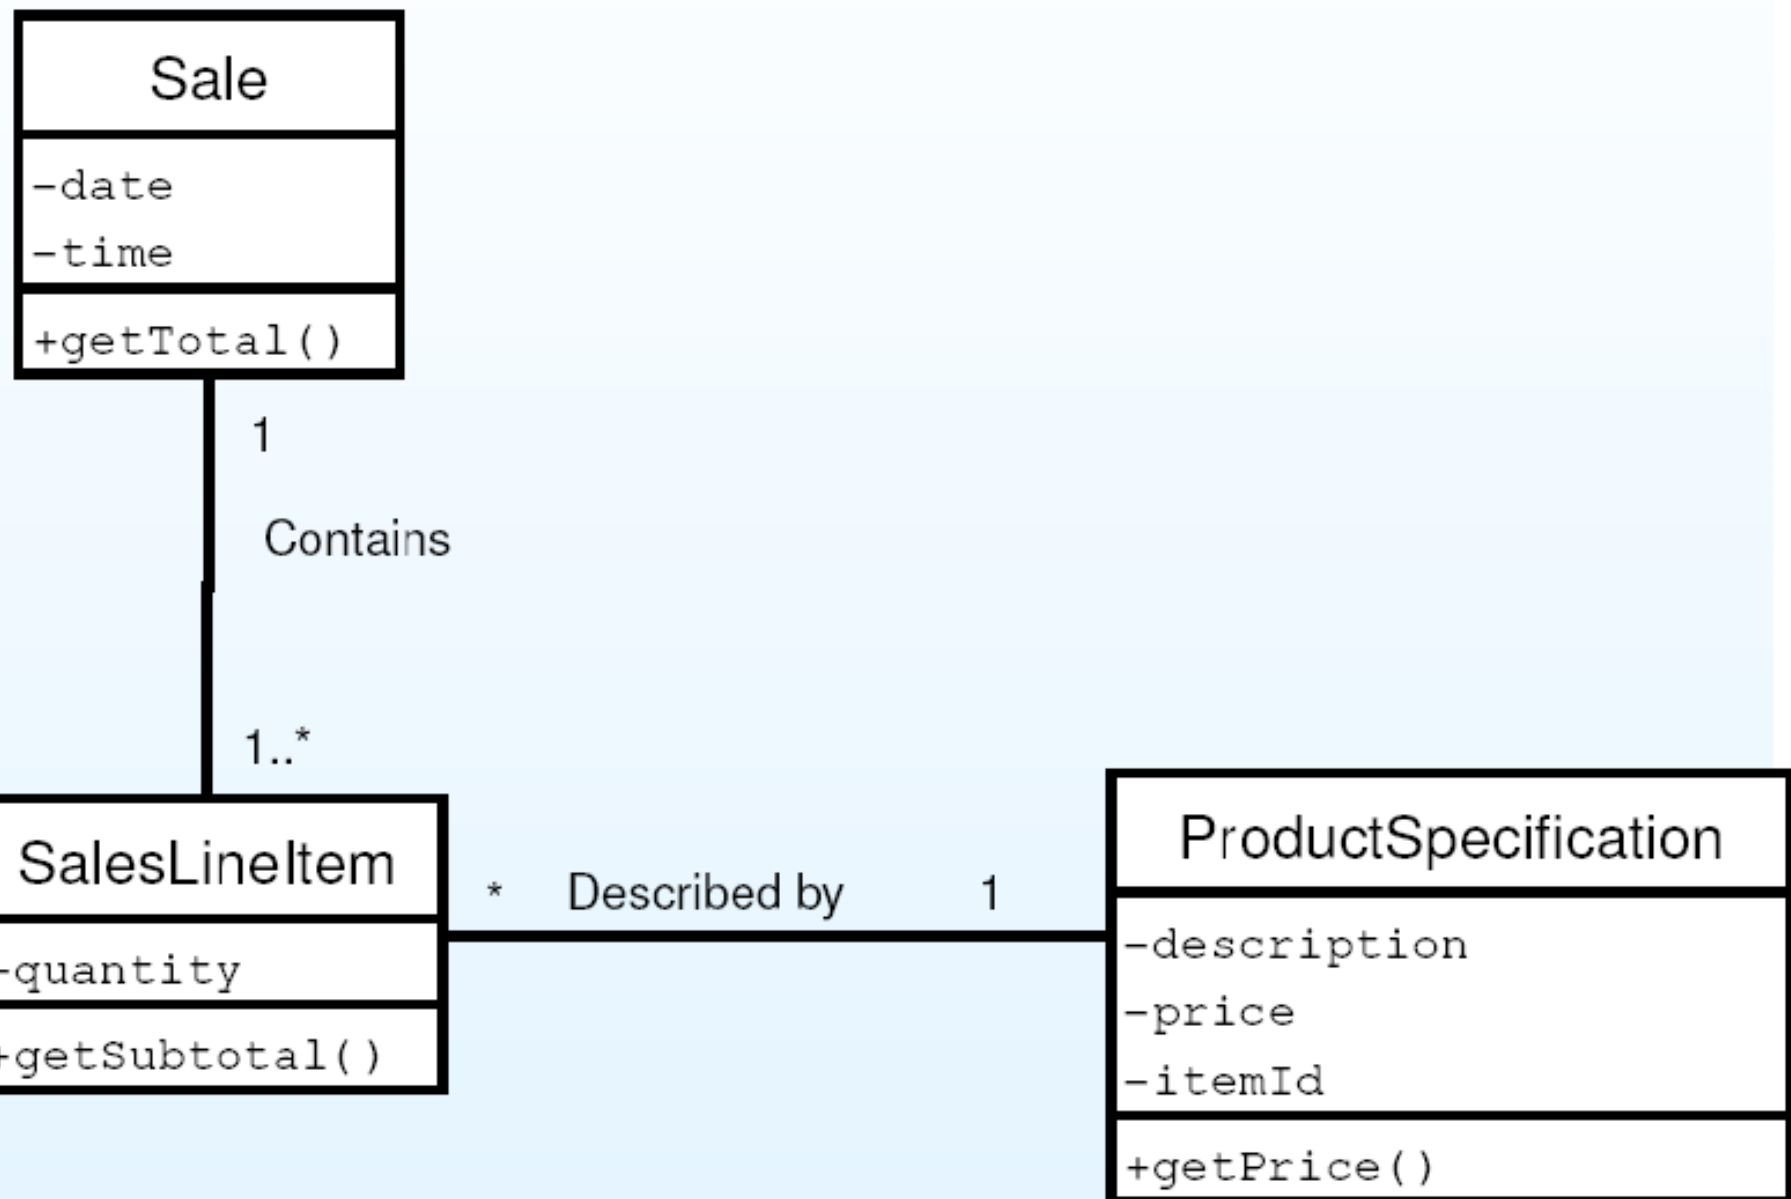 Sale
-date
-time
+getTotal()
1
Contains
1..*
SalesLineItem
-quantity
+getSubtotal()
* Described by 1
ProductSpecification
-description
-price
-itemId
+getPrice()